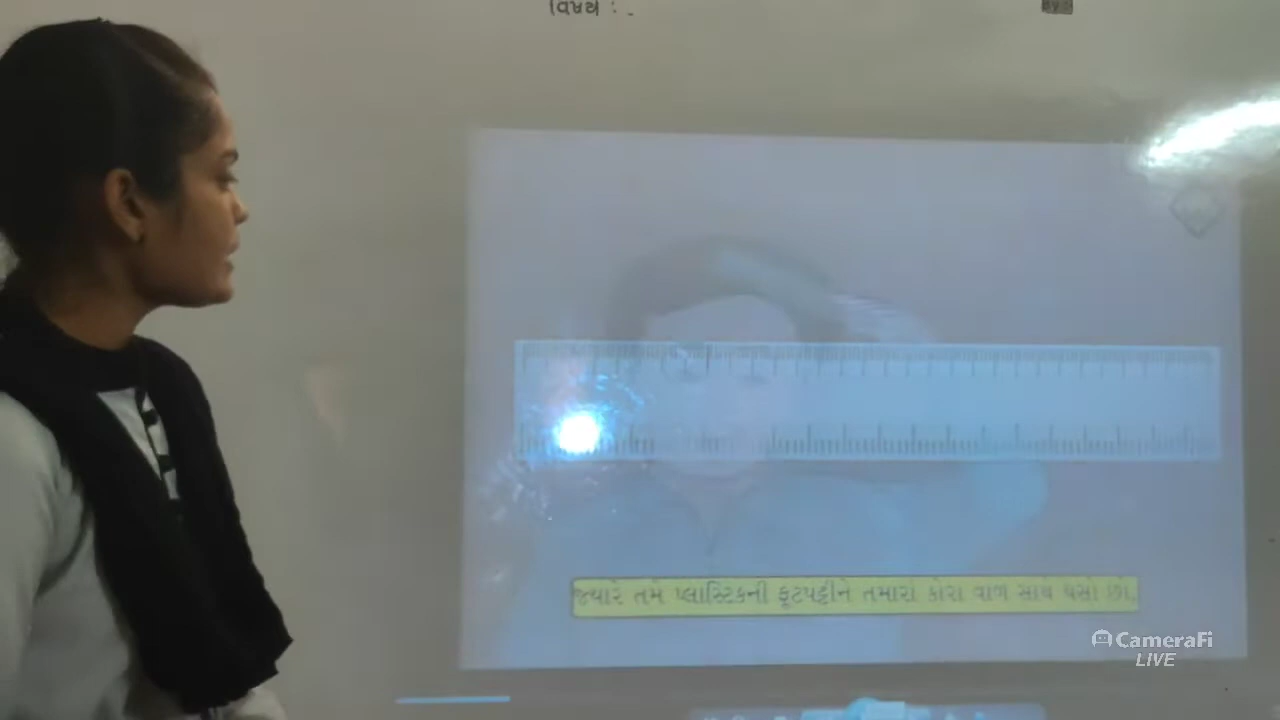 વિષય : -
જ્યારે તમે પ્લાસ્ટિકની ફૂટપટ્ટીને તમારા કોરા વાળ સાથે ઘસો છો.
CameraFi
LIVE